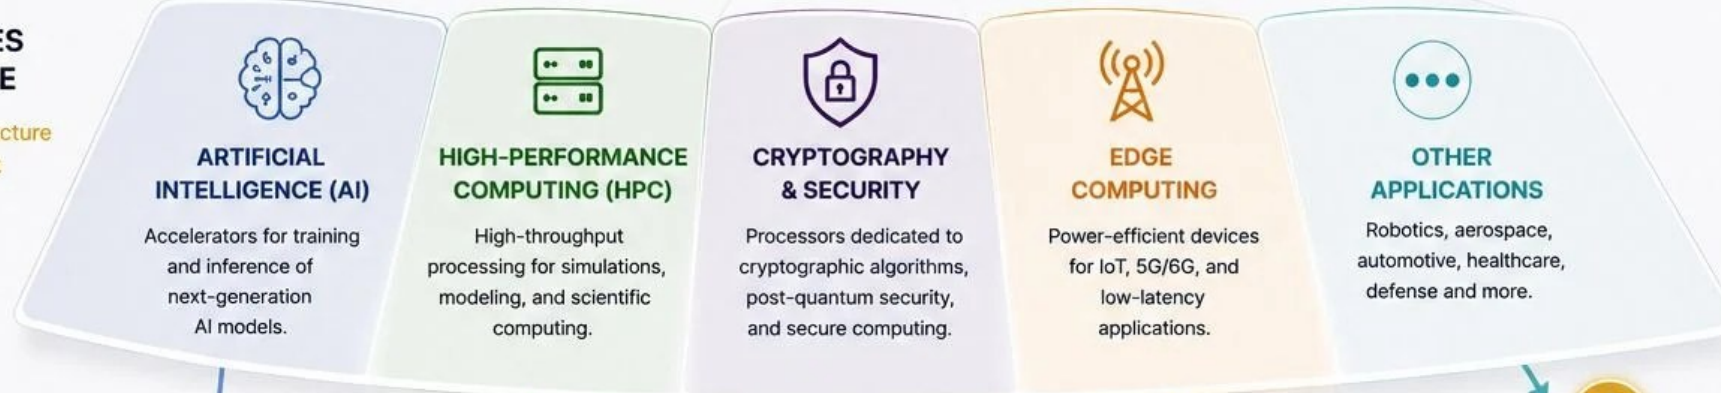 ES
E
cture
ARTIFICIAL
INTELLIGENCE (AI)
Accelerators for training
and inference of
next-generation
AI models.
HIGH-PERFORMANCE
COMPUTING (HPC)
High-throughput
processing for simulations,
modeling, and scientific
computing.
CRYPTOGRAPHY
& SECURITY
Processors dedicated to
cryptographic algorithms,
post-quantum security,
and secure computing.
EDGE
COMPUTING
Power-efficient devices
for IoT, 5G/6G, and
low-latency
applications.
OTHER
APPLICATIONS
Robotics, aerospace,
automotive, healthcare,
defense and more.